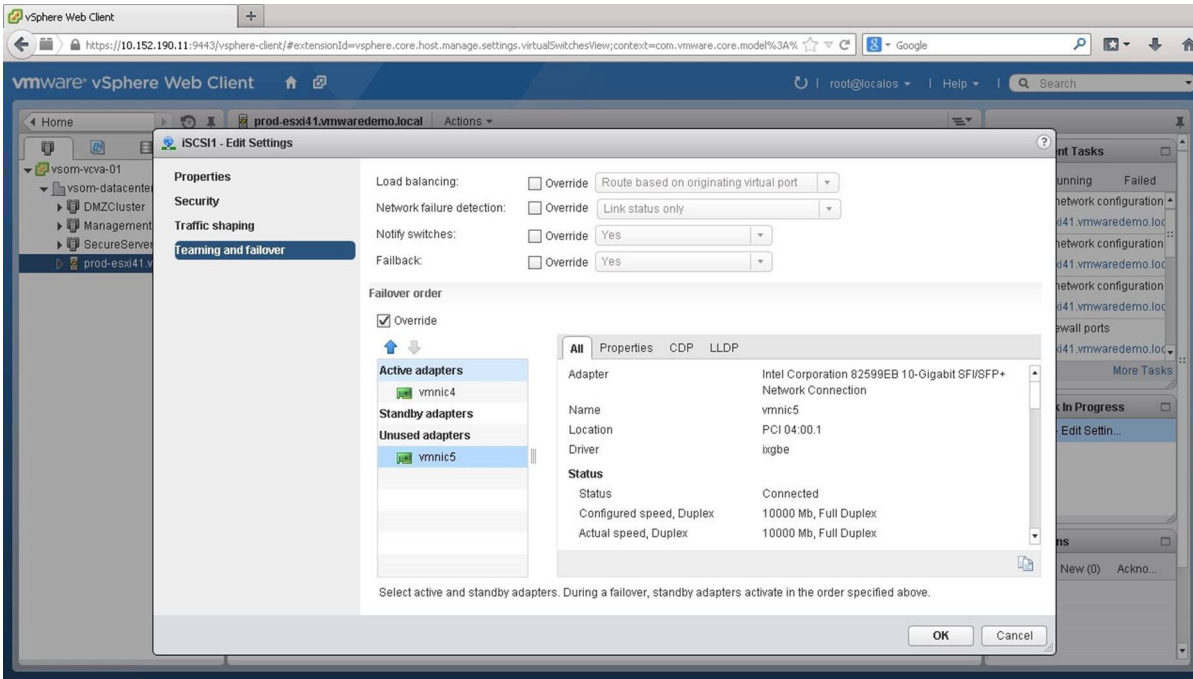 vSphere Web Client
https://10.152.190.11:9443/vsphere-client/#extensionId=vsphere.core.host.manage.settings.virtualSwitchesView;context=com.vmware.core.model%3A%
Google
vmware vSphere Web Client
root@localos
Help
Search
Home
prod-esxi41.vmwaredemo.local
Actions
vsom-vcva-01
vsom-datacenter
DMZCluster
Management
SecureServer
prod-esxi41.v
iSCSI1 - Edit Settings
?
Properties
Security
Traffic shaping
Teaming and failover
Load balancing: Override Route based on originating virtual port
Network failure detection: Override Link status only
Notify switches: Override Yes
Failback: Override Yes
Failover order
Override
Active adapters
vmnic4
Standby adapters
Unused adapters
vmnic5
All Properties CDP LLDP
Adapter Intel Corporation 82599EB 10-Gigabit SFI/SFP+
Network Connection
Name vmnic5
Location PCI 04:00.1
Driver ixgbe
Status
Status Connected
Configured speed, Duplex 10000 Mb, Full Duplex
Actual speed, Duplex 10000 Mb, Full Duplex
Select active and standby adapters. During a failover, standby adapters activate in the order specified above.
OK Cancel
nt Tasks
unning Failed
network configuration
i41.vmwaredemo.loc
network configuration
i41.vmwaredemo.loc
network configuration
i41.vmwaredemo.loc
ewall ports
i41.vmwaredemo.loc
More Tasks
k In Progress
- Edit Settin...
ns
New (0) Ackno...